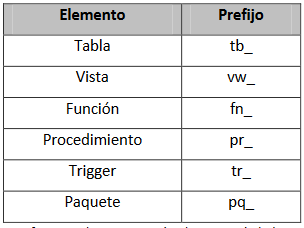 Elemento Prefijo
Tabla tb_
Vista vw_
Función fn_
Procedimiento pr_
Trigger tr_
Paquete pq_